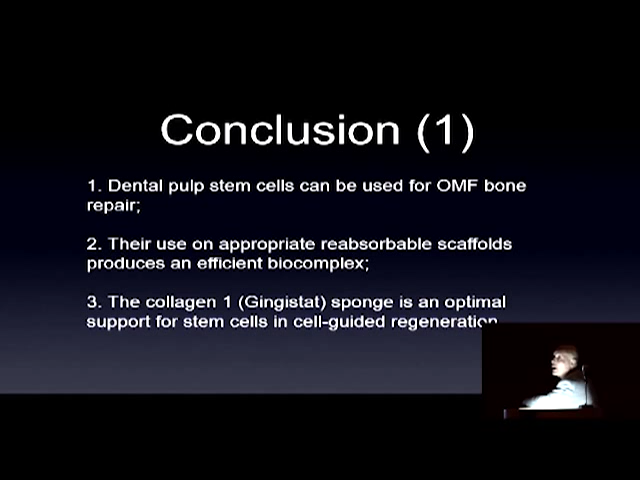 Conclusion (1)
1. Dental pulp stem cells can be used for OMF bone
repair;
2. Their use on appropriate reabsorbable scaffolds
produces an efficient biocomplex;
3. The collagen 1 (Gingistat) sponge is an optimal
support for stem cells in cell-guided regeneration